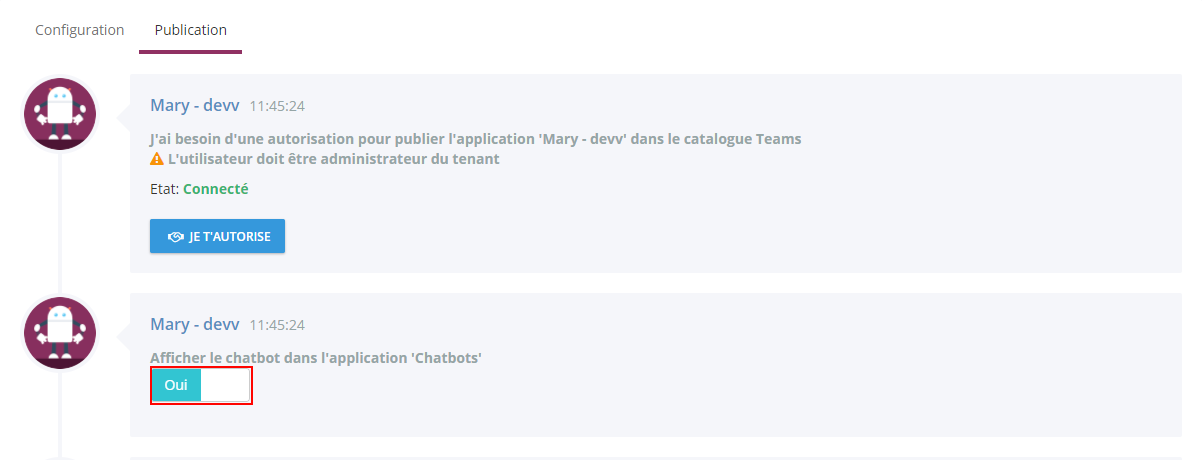 Configuration Publication
Mary - devv 11:45:24
J'ai besoin d'une autorisation pour publier l'application 'Mary - devv' dans le catalogue Teams
L'utilisateur doit être administrateur du tenant
Etat: Connecté
JE T'AUTORISE
Mary - devv 11:45:24
Afficher le chatbot dans l'application 'Chatbots'
Oui